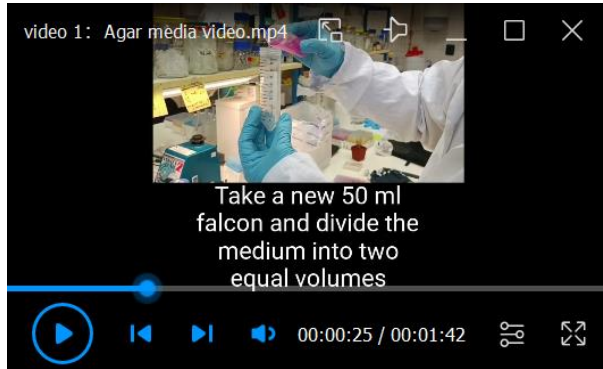 video 1：Agar media video.mp4
Take a new 50 ml
falcon and divide the
medium into two
equal volumes
00:00:25 / 00:01:42